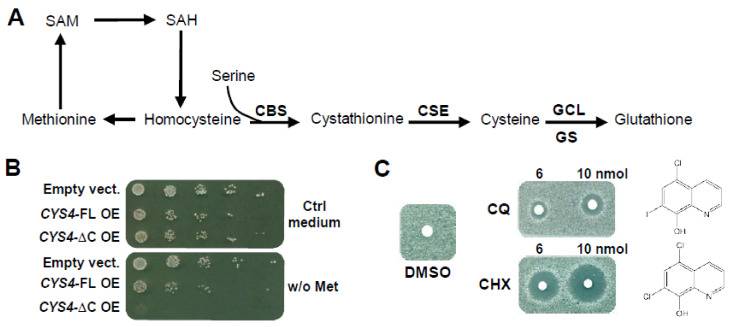 A
SAM SAH
Serine
CBS CSE GCL
Methionine Homocysteine Cystathionine Cysteine Glutathione
GS
B
Empty vect.
CYS4-FL OE
CYS4-ΔC OE
Ctrl
medium
Empty vect.
CYS4-FL OE
CYS4-ΔC OE
w/o Met
C
DMSO
6 10 nmol
CQ
6 10 nmol
CHX
Cl
I
OH
N
Cl
Cl
OH
N